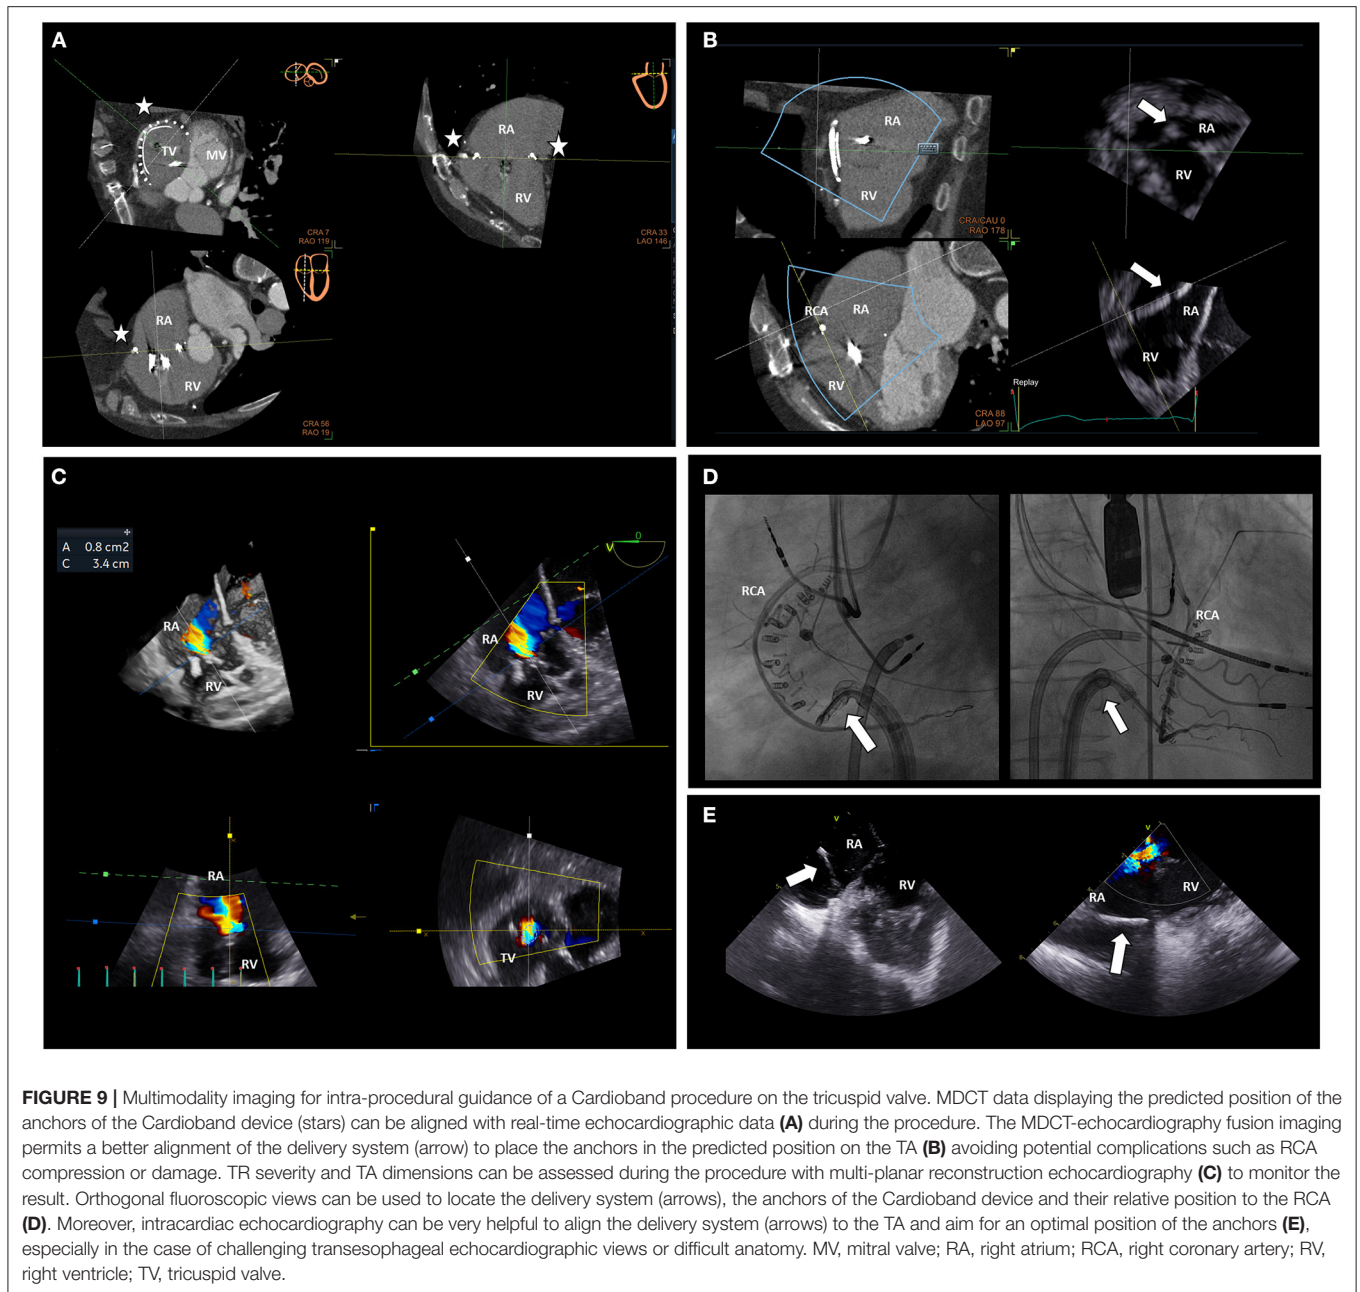 A
TV
MV
CRA 7
RAO 119
RA
RV
CRA 33
LAO 146
RA
RV
CRA 56
RAO 19
B
RA
RV
CRA/CAU 0
RAO 178
RA
RV
RCA
RA
RV
CRA 88
LAO 97
RA
RV
Replay
C
A 0.8 cm2
C 3.4 cm
RA
RV
0
V
RA
RV
RA
RV
TV
D
RCA
RCA
E
V
RA
RV
5
V
RA
RV
FIGURE 9 | Multimodality imaging for intra-procedural guidance of a Cardioband procedure on the tricuspid valve. MDCT data displaying the predicted position of the
anchors of the Cardioband device (stars) can be aligned with real-time echocardiographic data (A) during the procedure. The MDCT-echocardiography fusion imaging
permits a better alignment of the delivery system (arrow) to place the anchors in the predicted position on the TA (B) avoiding potential complications such as RCA
compression or damage. TR severity and TA dimensions can be assessed during the procedure with multi-planar reconstruction echocardiography (C) to monitor the
result. Orthogonal fluoroscopic views can be used to locate the delivery system (arrows), the anchors of the Cardioband device and their relative position to the RCA
(D). Moreover, intracardiac echocardiography can be very helpful to align the delivery system (arrows) to the TA and aim for an optimal position of the anchors (E),
especially in the case of challenging transesophageal echocardiographic views or difficult anatomy. MV, mitral valve; RA, right atrium; RCA, right coronary artery; RV,
right ventricle; TV, tricuspid valve.